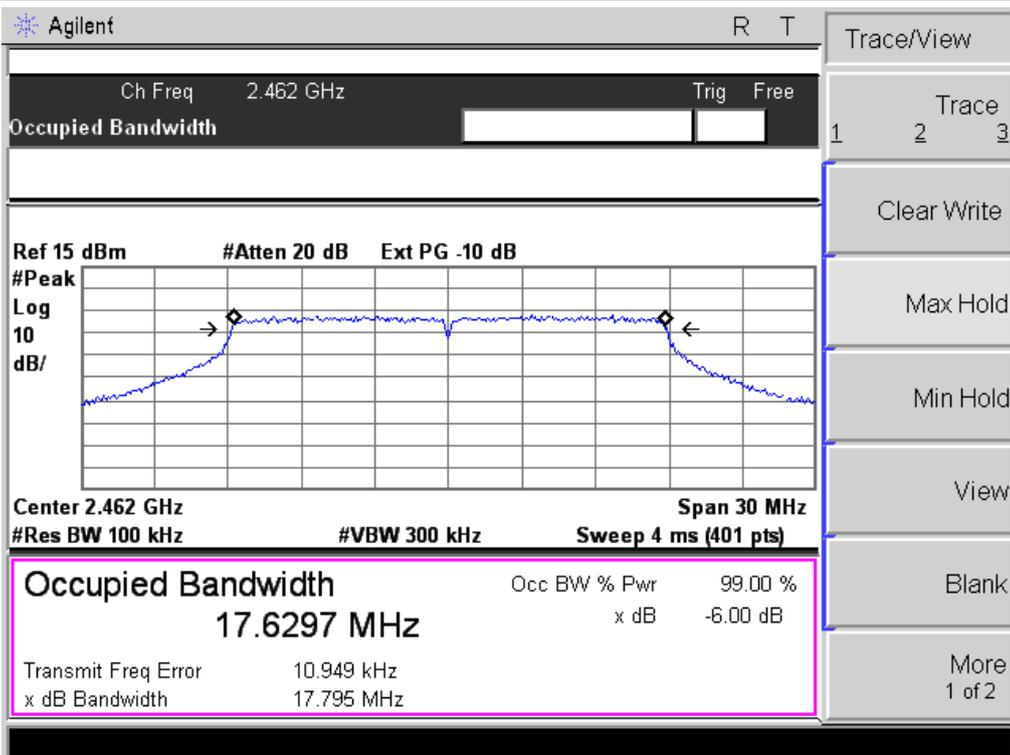 Agilent R T
Trace/View
Ch Freq 2.462 GHz Trig Free
Occupied Bandwidth
Trace
1 2 3
Clear Write
Ref 15 dBm #Atten 20 dB Ext PG -10 dB
#Peak
Log
10
dB/
Max Hold
Min Hold
Center 2.462 GHz Span 30 MHz
#Res BW 100 kHz #VBW 300 kHz Sweep 4 ms (401 pts)
View
Occupied Bandwidth Occ BW % Pwr 99.00 %
17.6297 MHz x dB -6.00 dB
Blank
Transmit Freq Error 10.949 kHz
x dB Bandwidth 17.795 MHz
More
1 of 2